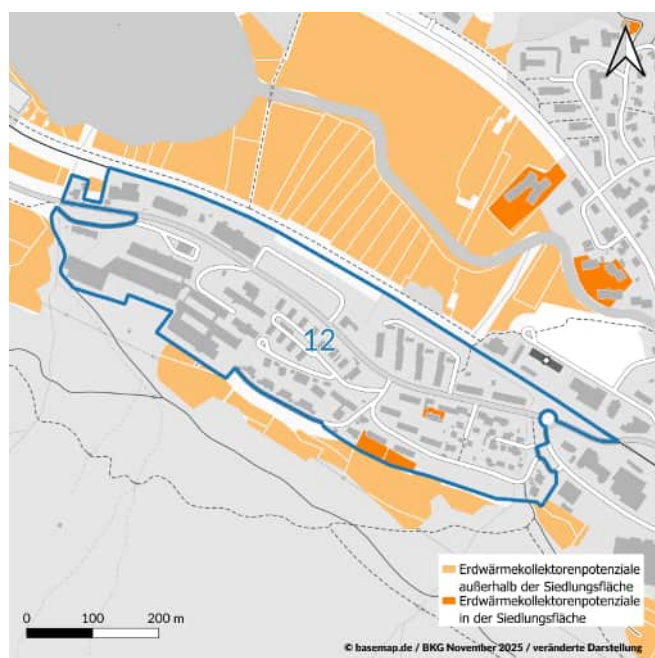 12
Erdwärmekollektorenpotenziale
außerhalb der Siedlungsfläche
Erdwärmekollektorenpotenziale
in der Siedlungsfläche
0 100 200 m
© basemap.de / BKG November 2025 / veränderte Darstellung